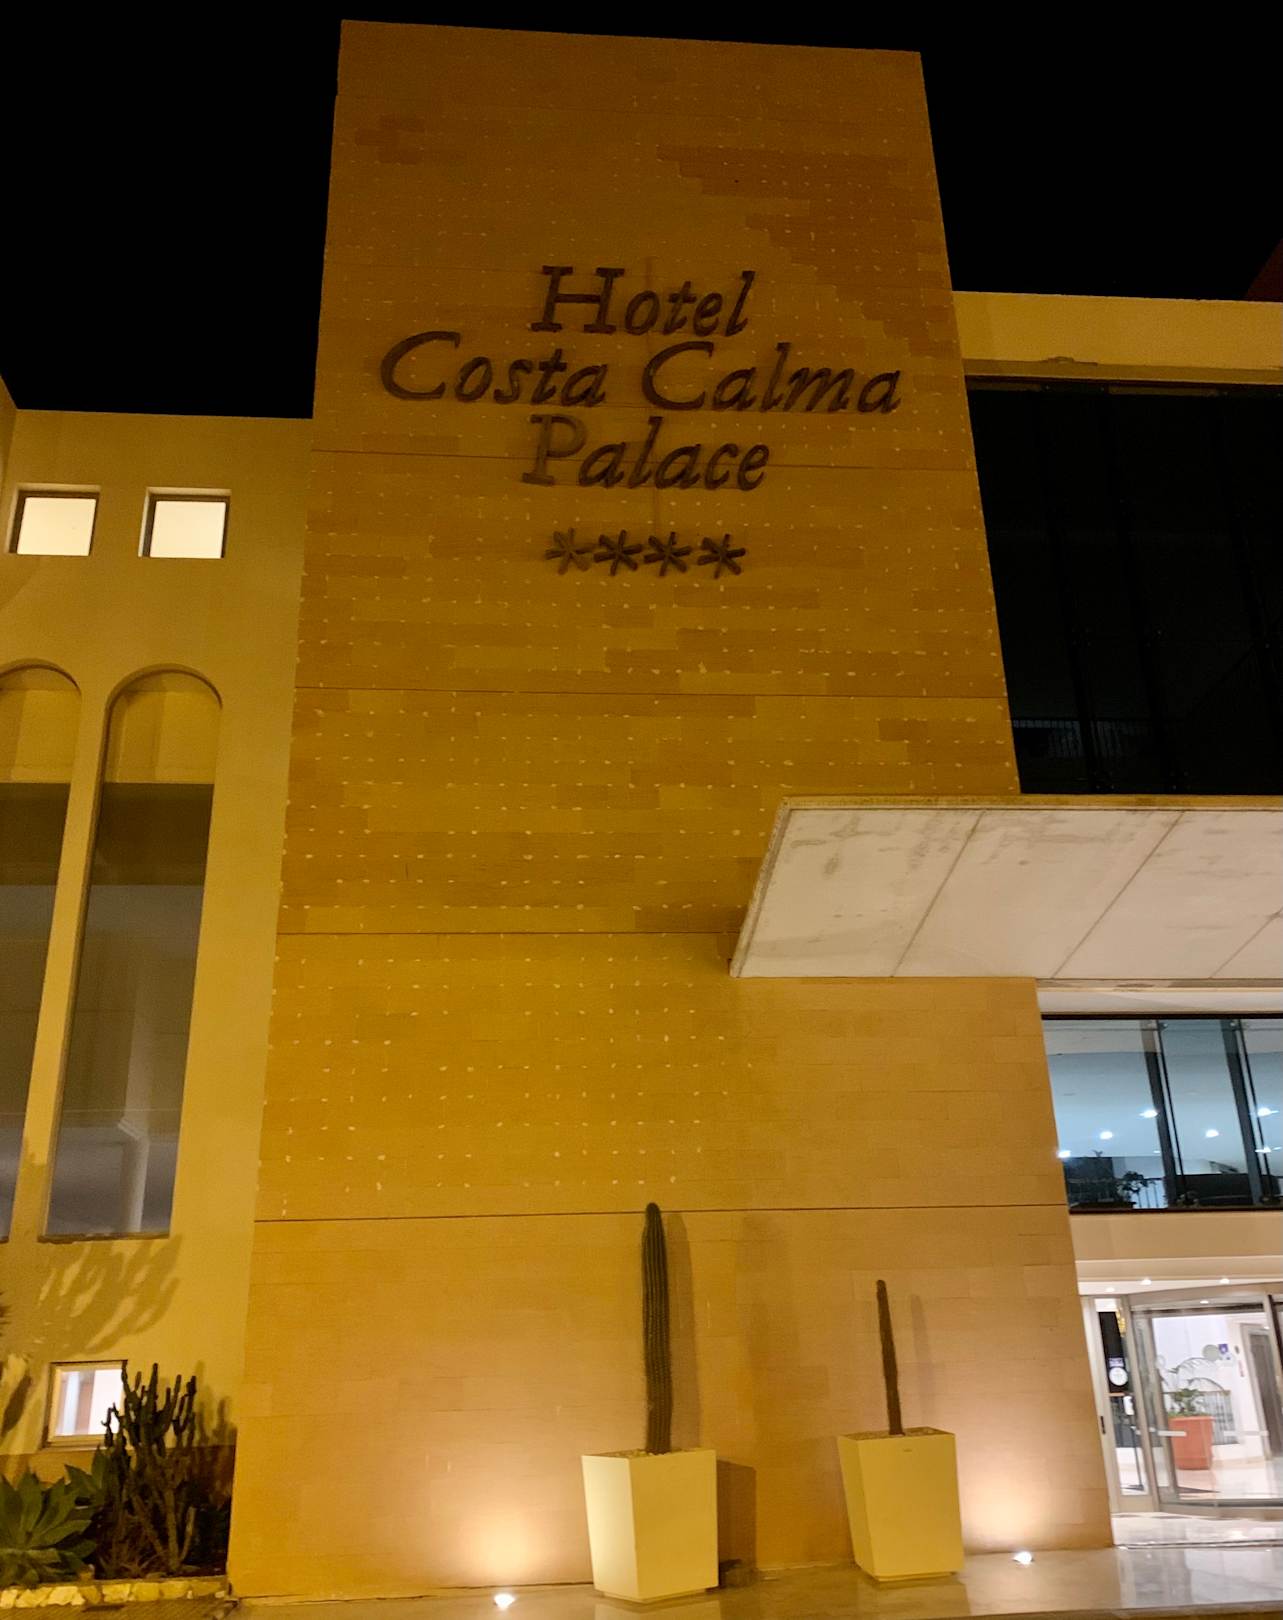 Hotel
Costa Calma
Palace
****